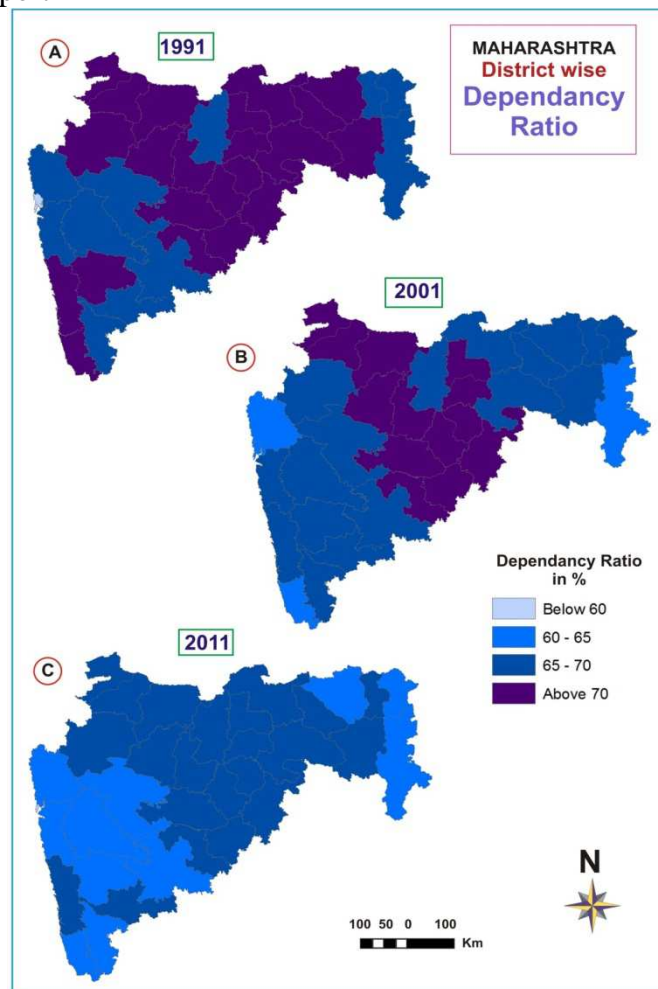 A
1991
MAHARASHTRA
District wise
Dependancy
Ratio
2001
B
Dependancy Ratio
in %
Below 60
60 - 65
65 - 70
Above 70
2011
C
N
100 50 0 100
Km